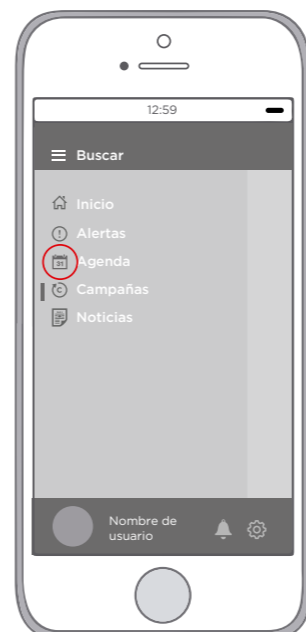 12:59
Buscar
Inicio
Alertas
31
Agenda
C
Campañas
Noticias
Nombre de
usuario